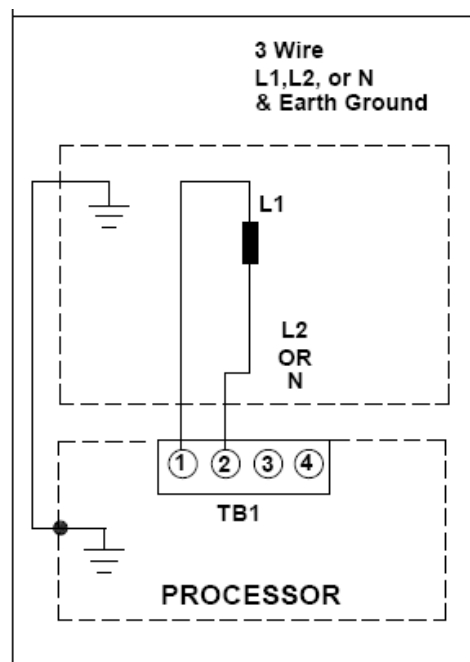 3 Wire
L1,L2, or N
& Earth Ground
L1
L2
OR
N
1 2 3 4
TB1
PROCESSOR